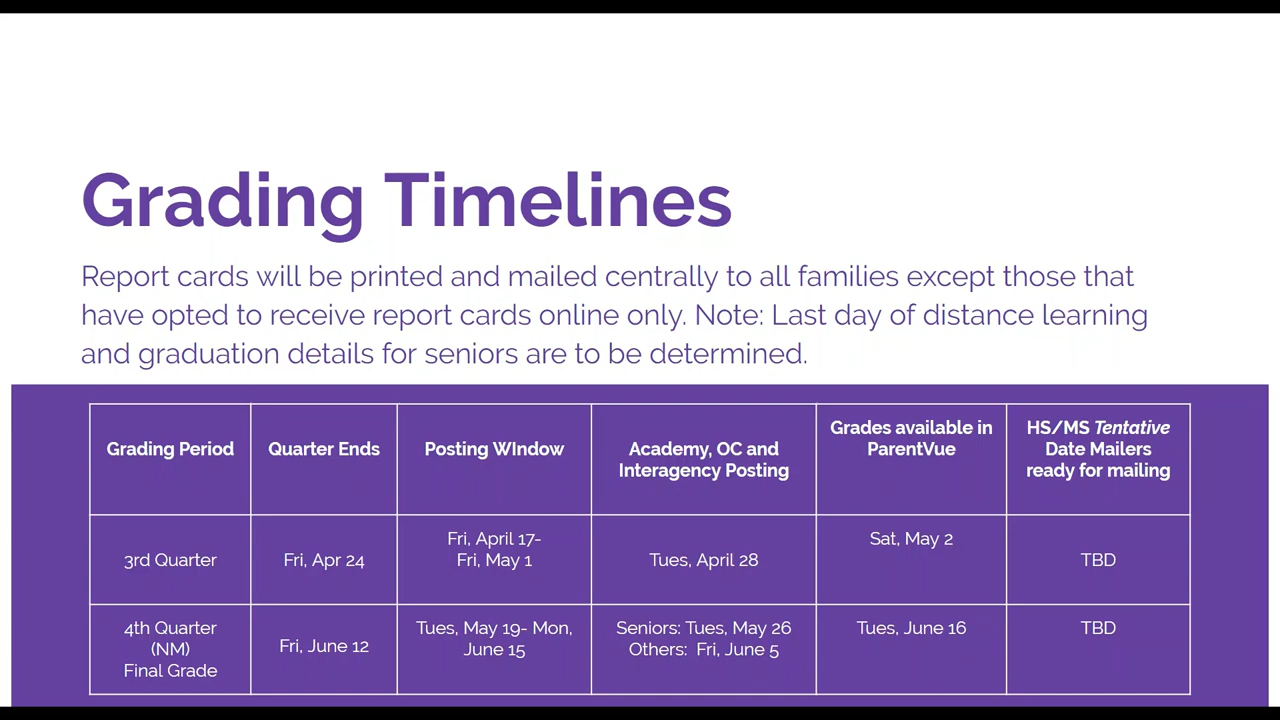 Grading Timelines
Report cards will be printed and mailed centrally to all families except those that
have opted to receive report cards online only. Note: Last day of distance learning
and graduation details for seniors are to be determined.
Grading Period
Quarter Ends
Posting WIndow
Academy, OC and
Interagency Posting
Grades available in
ParentVue
HS/MS Tentative
Date Mailers
ready for mailing
3rd Quarter
Fri, Apr 24
Fri, April 17-
Fri, May 1
Tues, April 28
Sat, May 2
TBD
4th Quarter
(NM)
Final Grade
Fri, June 12
Tues, May 19- Mon,
June 15
Seniors: Tues, May 26
Others: Fri, June 5
Tues, June 16
TBD